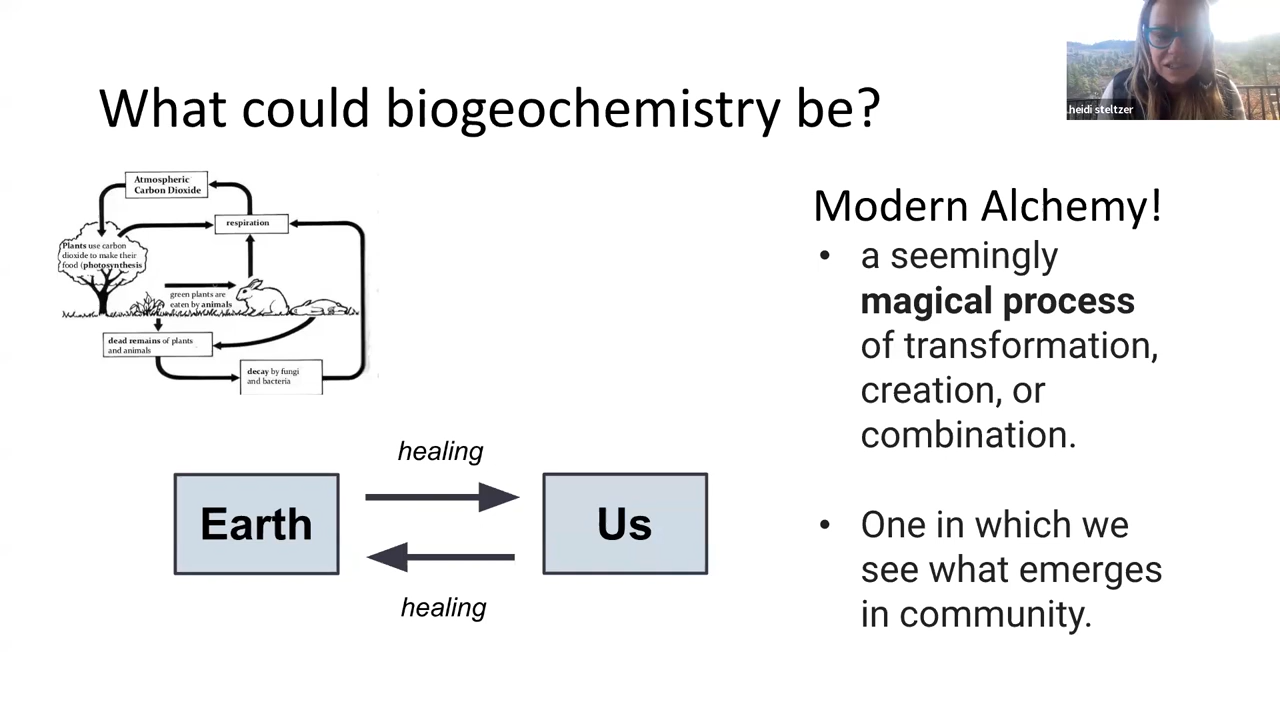 What could biogeochemistry be?
.heidi steltzer
Atmospheric
Carbon Dioxide
respiration
Plants use carbon
dioxide to make their
food (photosynthesis
green plants are
eaten by animals
dead remains of plants
and animals
decay by fungi
and bacteria
healing
Earth
Us
healing
Modern Alchemy!
• a seemingly
magical process
of transformation,
creation, or
combination.
• One in which we
see what emerges
in community.